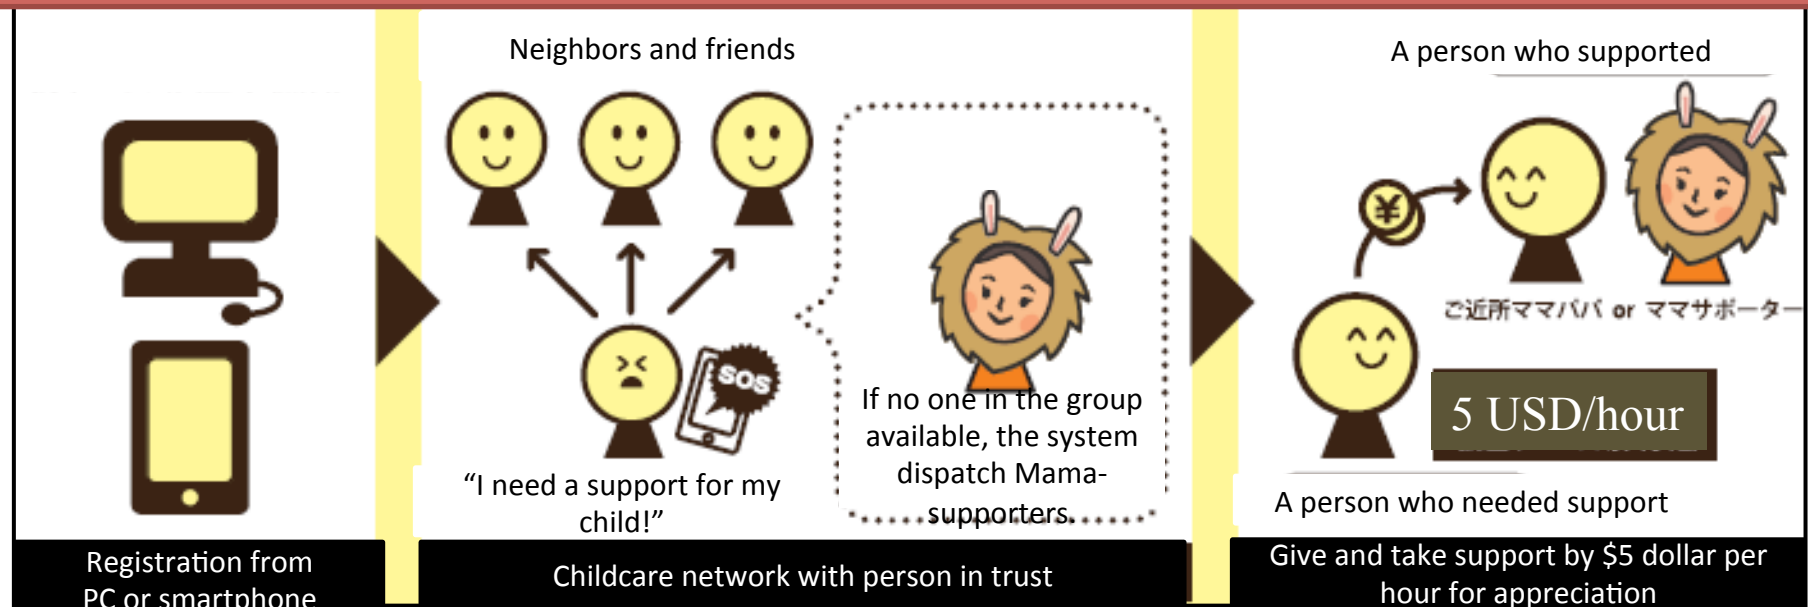 Registration from
PC or smartphone
Neighbors and friends
SOS
“I need a support for my
child!”
If no one in the group
available, the system
dispatch Mama-
supporters.
Childcare network with person in trust
A person who supported
¥
ご近所ママパパ or ママサポーター
5 USD/hour
A person who needed support
Give and take support by $5 dollar per
hour for appreciation